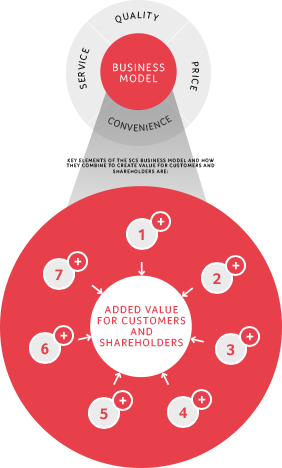 QUALITY
SERVICE
PRICE
BUSINESS
MODEL
CONVENIENCE
KEY ELEMENTS OF THE SCS BUSINESS MODEL AND HOW
THEY COMBINE TO CREATE VALUE FOR CUSTOMERS AND
SHAREHOLDERS ARE:
1 +
2 +
3 +
4 +
5 +
6 +
7 +
ADDED VALUE
FOR CUSTOMERS
AND
SHAREHOLDERS